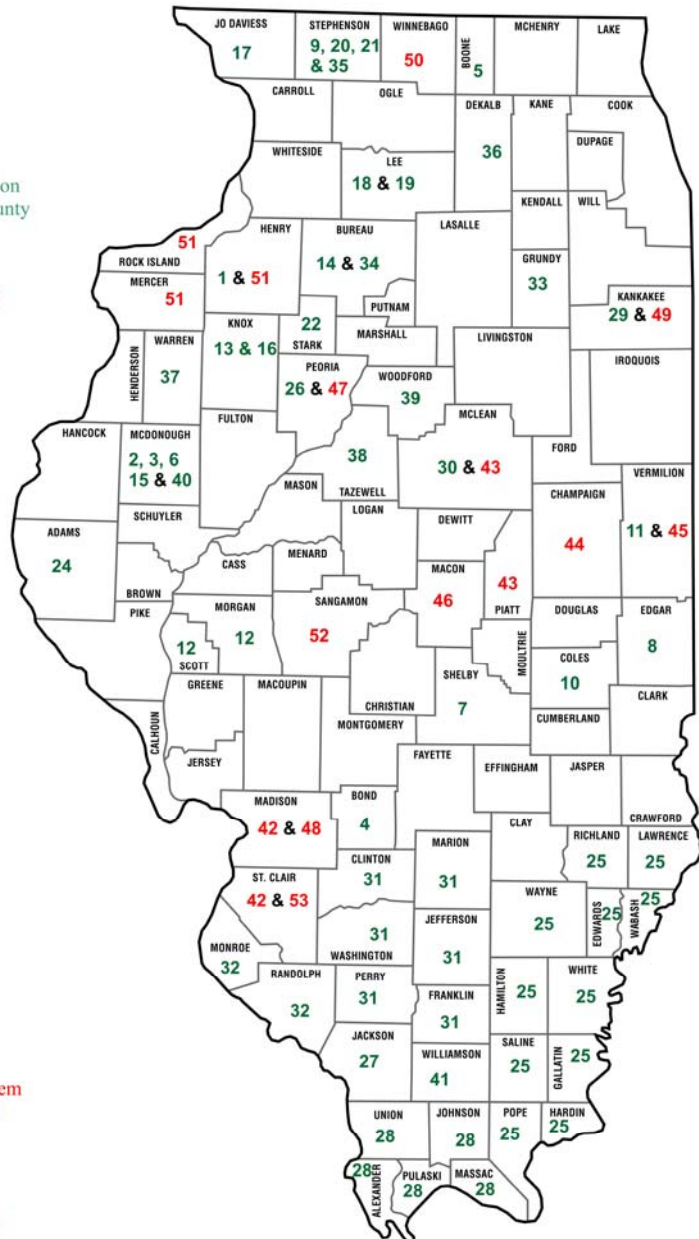 JO DAVIESS
17
STEPHENSON
9, 20, 21
& 35
WINNEBAGO
50
BOONE
5
MCHENRY
LAKE
CARROLL
OGLE
DEKALB
36
KANE
COOK
DUPAGE
WHITESIDE
LEE
18 & 19
on
unty
KENDALL
WILL
LASALLE
51
ROCK ISLAND
HENRY
1 & 51
BUREAU
14 & 34
GRUNDY
33
MERCER
51
PUTNAM
KANKAKEE
29 & 49
KNOX
13 & 16
22
STARK
MARSHALL
LIVINGSTON
IROQUOIS
HENDERSON
WARREN
37
PEORIA
26 & 47
WOODFORD
39
HANCOCK
MCDONOUGH
2, 3, 6
15 & 40
FULTON
MCLEAN
30 & 43
FORD
38
TAZEWELL
MASON
LOGAN
VERMILION
11 & 45
CHAMPAIGN
44
SCHUYLER
ADAMS
24
DEWITT
CASS
MENARD
MACON
46
43
PIATT
BROWN
PIKE
MORGAN
12
SANGAMON
52
DOUGLAS
EDGAR
8
12
SCOTT
MOULTRIE
COLES
10
SHELBY
7
GREENE
MACOUPIN
CHRISTIAN
CLARK
CUMBERLAND
CALHOUN
MONTGOMERY
JERSEY
FAYETTE
EFFINGHAM
JASPER
CRAWFORD
MADISON
42 & 48
BOND
4
CLAY
RICHLAND
25
LAWRENCE
25
MARION
31
CLINTON
31
ST. CLAIR
42 & 53
WAYNE
25
EDWARDS
25
WABASH
25
JEFFERSON
31
31
WASHINGTON
MONROE
32
RANDOLPH
32
PERRY
31
HAMILTON
25
WHITE
25
FRANKLIN
31
JACKSON
27
WILLIAMSON
41
SALINE
25
GALLATIN
25
em
UNION
28
JOHNSON
28
POPE
25
HARDIN
25
28
ALEXANDER
PULASKI
28
MASSAC
28